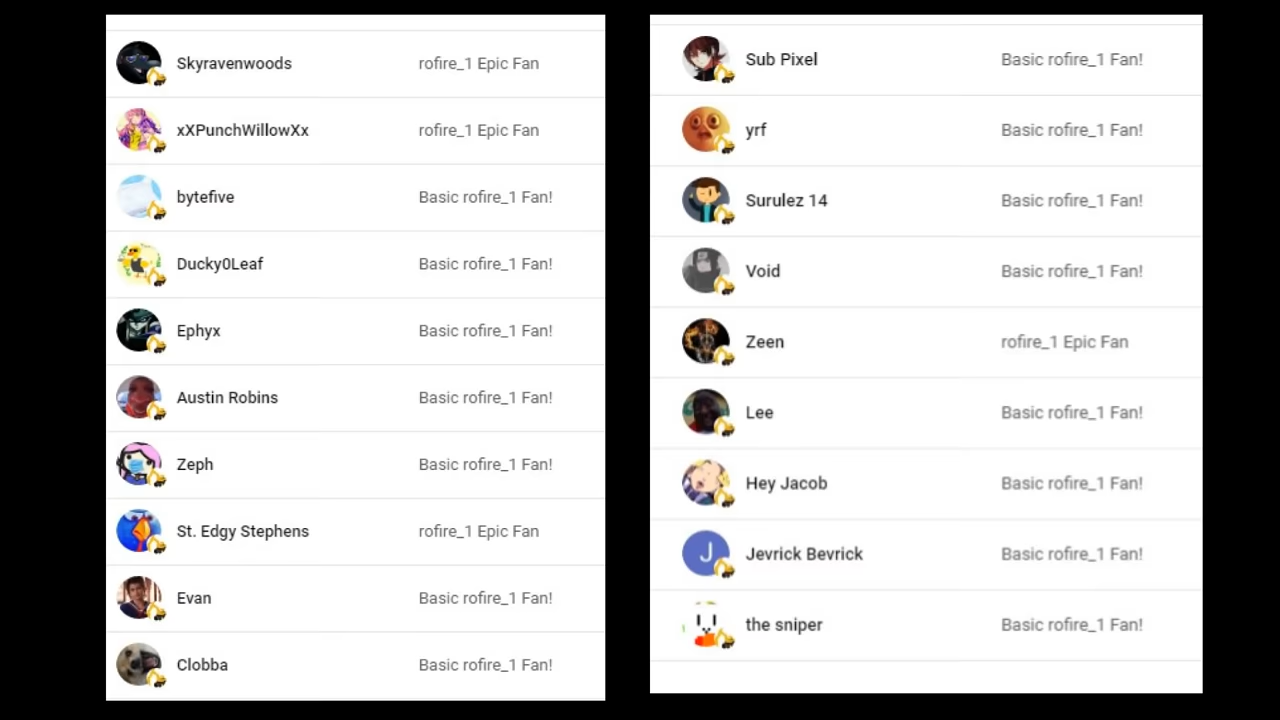 Skyravenwoods rofire_1 Epic Fan
xXPunchWillowXx rofire_1 Epic Fan
bytefive Basic rofire_1 Fan!
Ducky0Leaf Basic rofire_1 Fan!
Ephyx Basic rofire_1 Fan!
Austin Robins Basic rofire_1 Fan!
Zeph Basic rofire_1 Fan!
St. Edgy Stephens rofire_1 Epic Fan
Evan Basic rofire_1 Fan!
Clobba Basic rofire_1 Fan!
Sub Pixel Basic rofire_1 Fan!
yrf Basic rofire_1 Fan!
Surulez 14 Basic rofire_1 Fan!
Void Basic rofire_1 Fan!
Zeen rofire_1 Epic Fan
Lee Basic rofire_1 Fan!
Hey Jacob Basic rofire_1 Fan!
J Jevrick Bevrick Basic rofire_1 Fan!
the sniper Basic rofire_1 Fan!